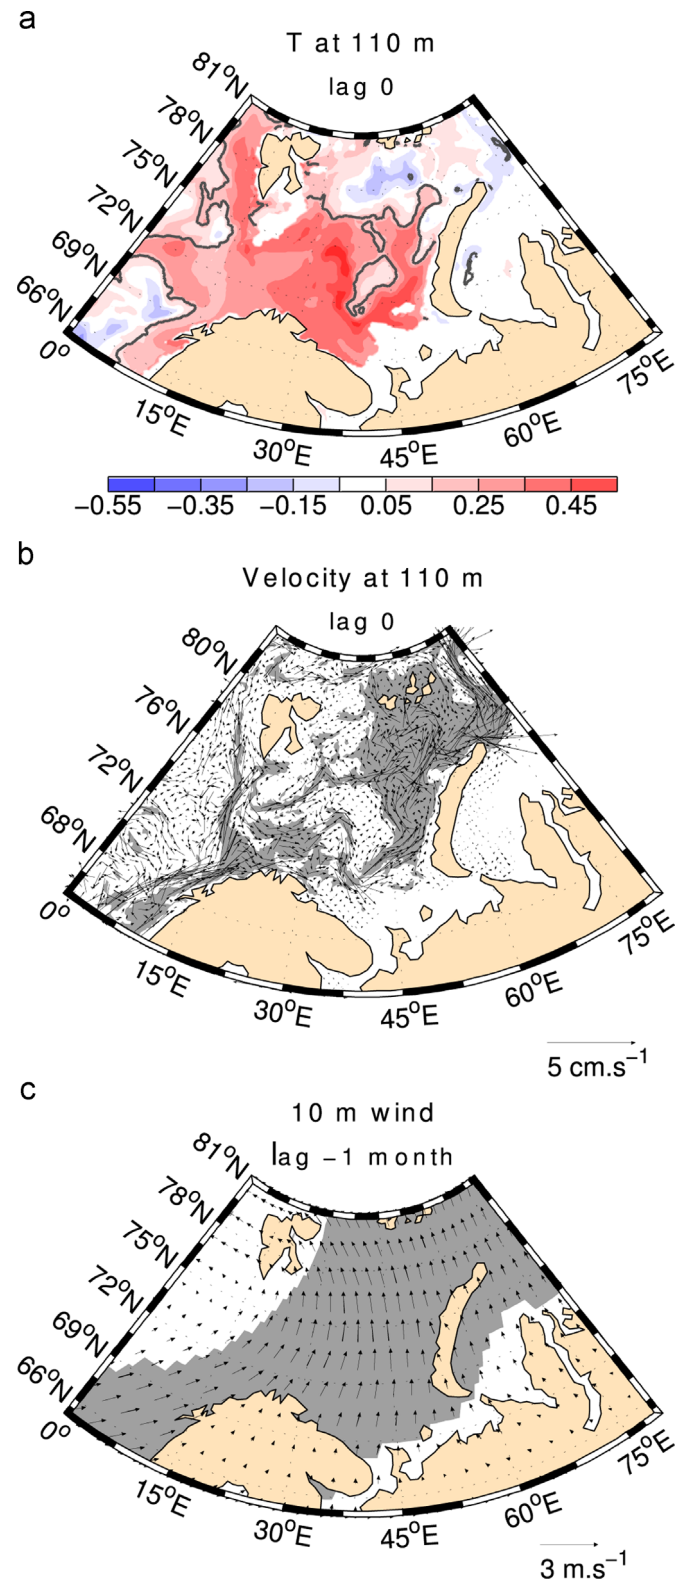 a
T at 110 m
lag 0
81°N
78°N
75°N
72°N
69°N
66°N
0°
15°E
30°E
45°E
60°E
75°E
−0.55 −0.35 −0.15 0.05 0.25 0.45
b
Velocity at 110 m
lag 0
80°N
76°N
72°N
68°N
0°
15°E
30°E
45°E
60°E
75°E
5 cm.s⁻¹
c
10 m wind
lag −1 month
81°N
78°N
75°N
72°N
69°N
66°N
0°
15°E
30°E
45°E
60°E
75°E
3 m.s⁻¹